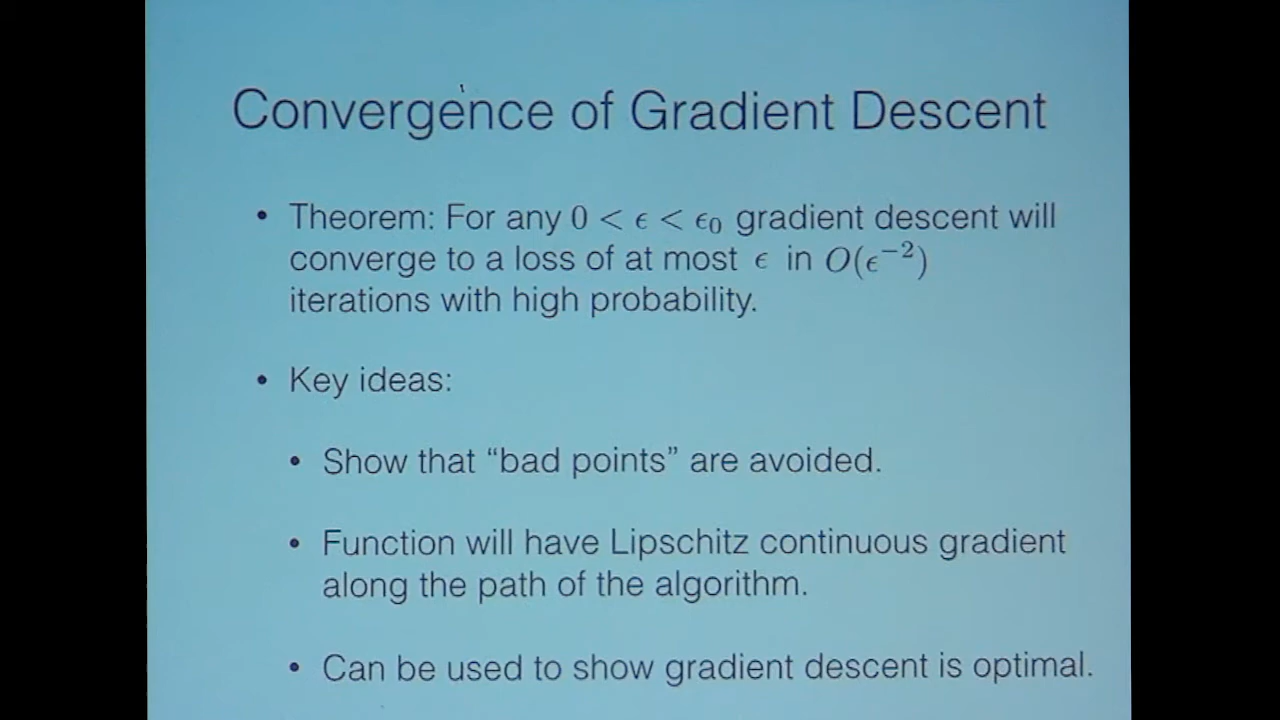 Convergence of Gradient Descent
• Theorem: For any 0 < ϵ < ϵ₀ gradient descent will
converge to a loss of at most ϵ in O(ϵ⁻²)
iterations with high probability.
• Key ideas:
• Show that “bad points” are avoided.
• Function will have Lipschitz continuous gradient
along the path of the algorithm.
• Can be used to show gradient descent is optimal.